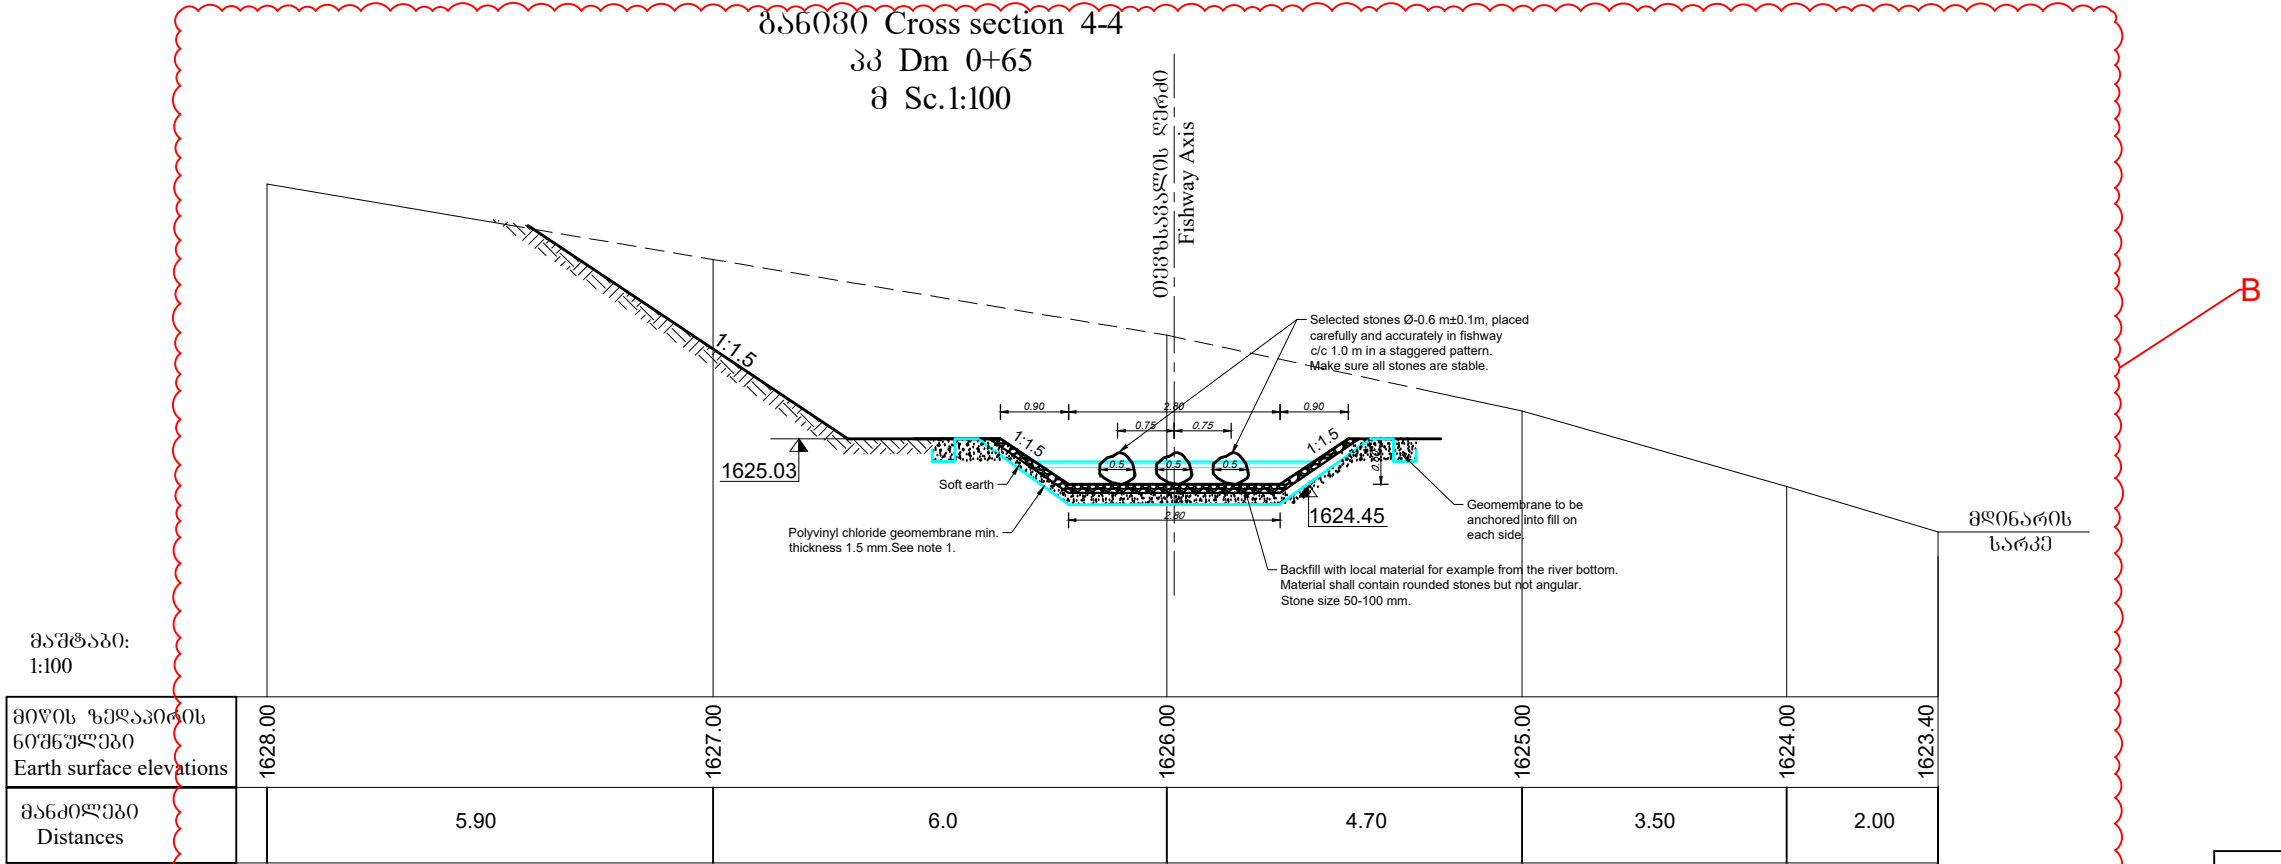 განივი Cross section 4-4
პკ Dm 0+65
მ Sc.1:100
თევზსავალის ღერძი
Fishway Axis
B
Selected stones Ø-0.6 m±0.1m, placed
carefully and accurately in fishway
c/c 1.0 m in a staggered pattern.
Make sure all stones are stable.
1:1.5
0.90
2.80
0.90
0.75
0.75
1:1.5
1:1.5
0.5
0.5
0.5
1625.03
Soft earth
2.80
1624.45
Geomembrane to be
anchored into fill on
each side.
Polyvinyl chloride geomembrane min.
thickness 1.5 mm.See note 1.
მდინარის
სარკე
Backfill with local material for example from the river bottom.
Material shall contain rounded stones but not angular.
Stone size 50-100 mm.
მაშტაბი:
1:100
მიწის ზედაპირის
ნიშნულები
Earth surface elevations
1628.00
1627.00
1626.00
1625.00
1624.00
1623.40
მანძილები
Distances
5.90
6.0
4.70
3.50
2.00